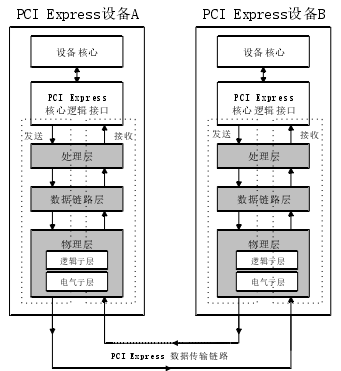 PCI Express设备A
设备核心
PCI Express
核心逻辑接口
发送
接收
处理层
数据链路层
物理层
逻辑子层
电气子层
PCI Express设备B
设备核心
PCI Express
核心逻辑接口
发送
接收
处理层
数据链路层
物理层
逻辑子层
电气子层
PCI Express 数据传输链路